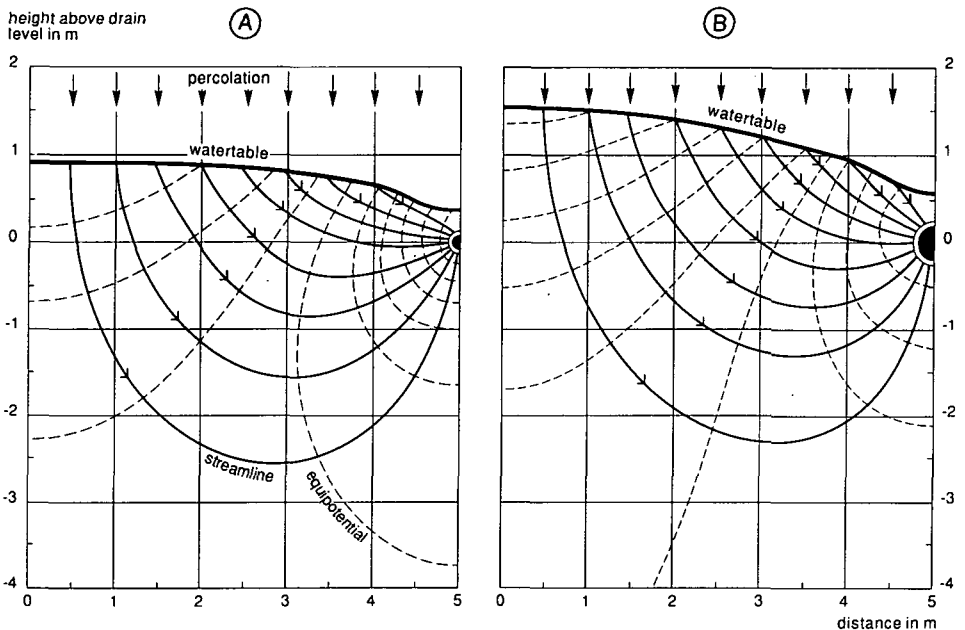 height above drain
level in m
A
B
2
percolation
watertable
1
0
-1
-2
-3
-4
streamline
equipotential
0
1
2
3
4
5
2
watertable
1
0
-1
-2
-3
-4
0
1
2
3
4
5
distance in m